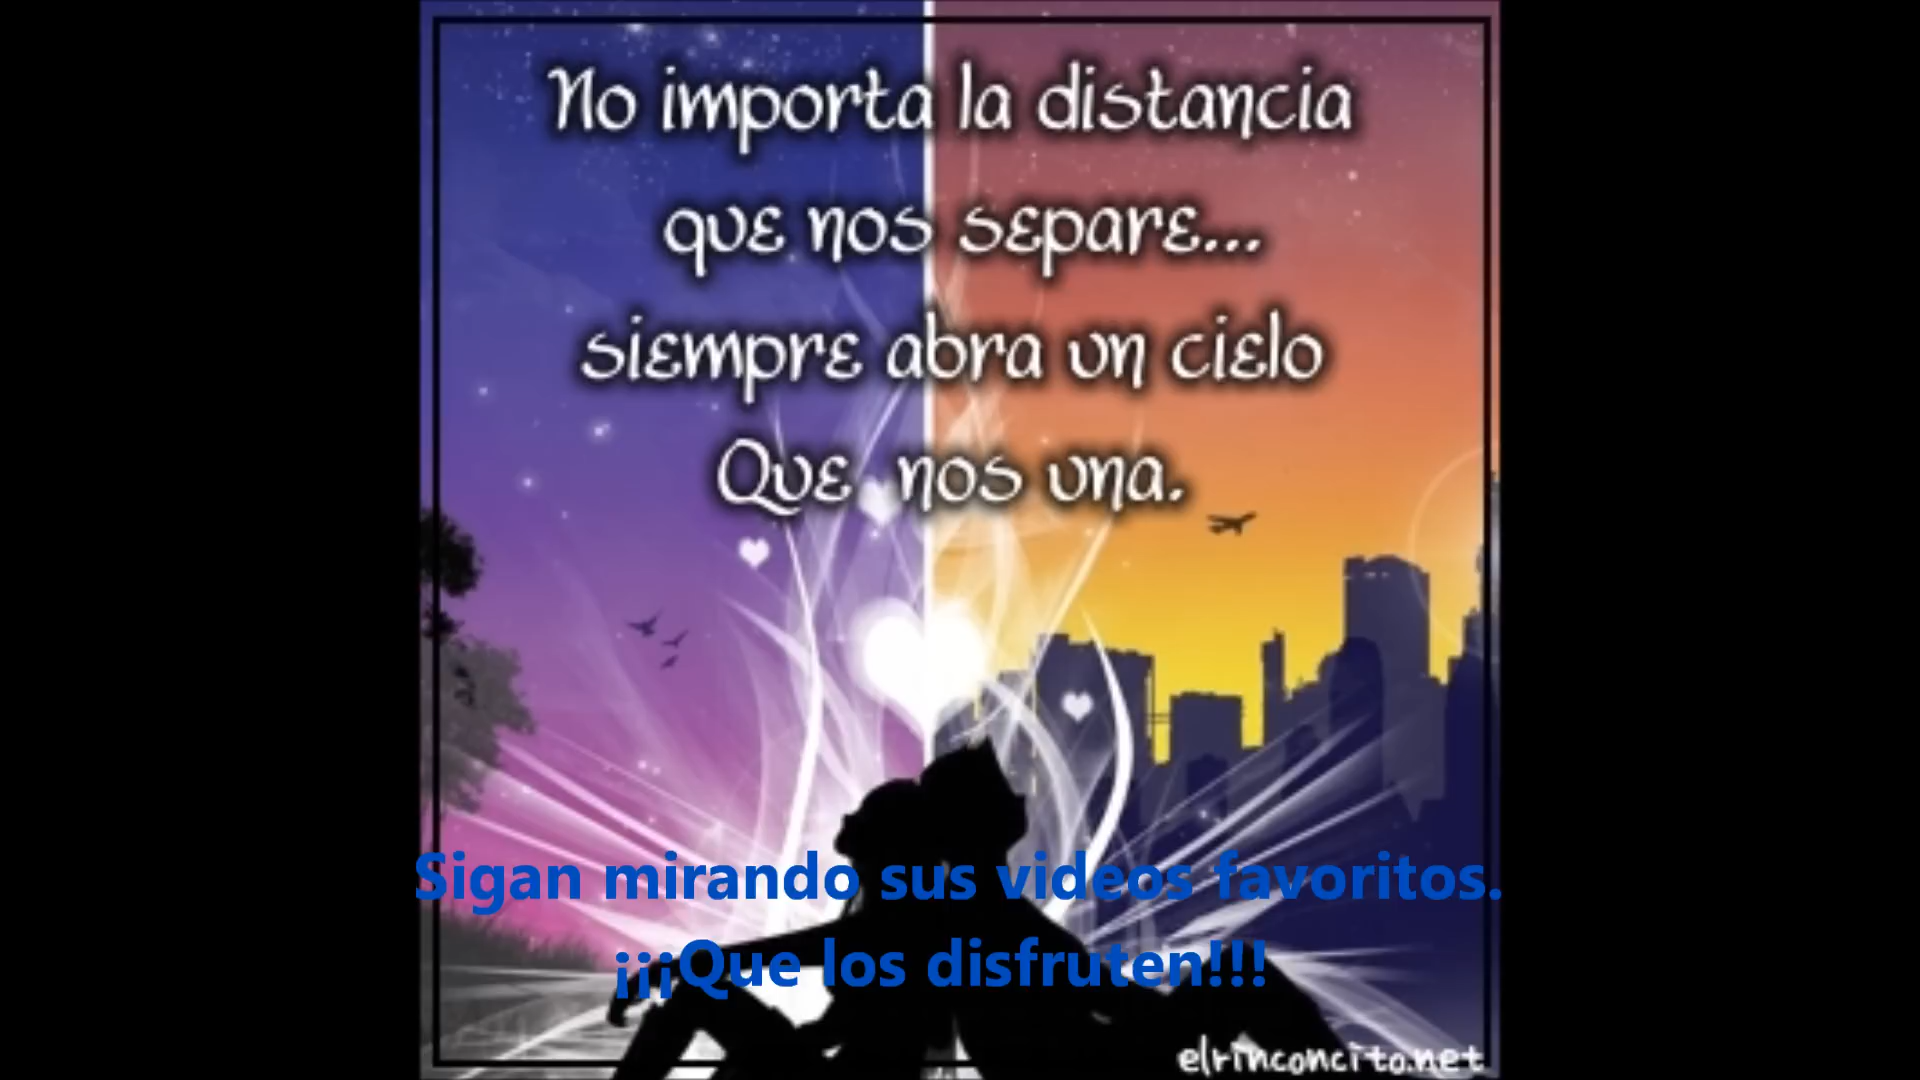 No importa la distancia
que nos separe...
siempre abra un cielo
Que nos una.
Sigan mirando sus videos favoritos.
¡¡¡Que los disfruten!!!
elrinconcito.net